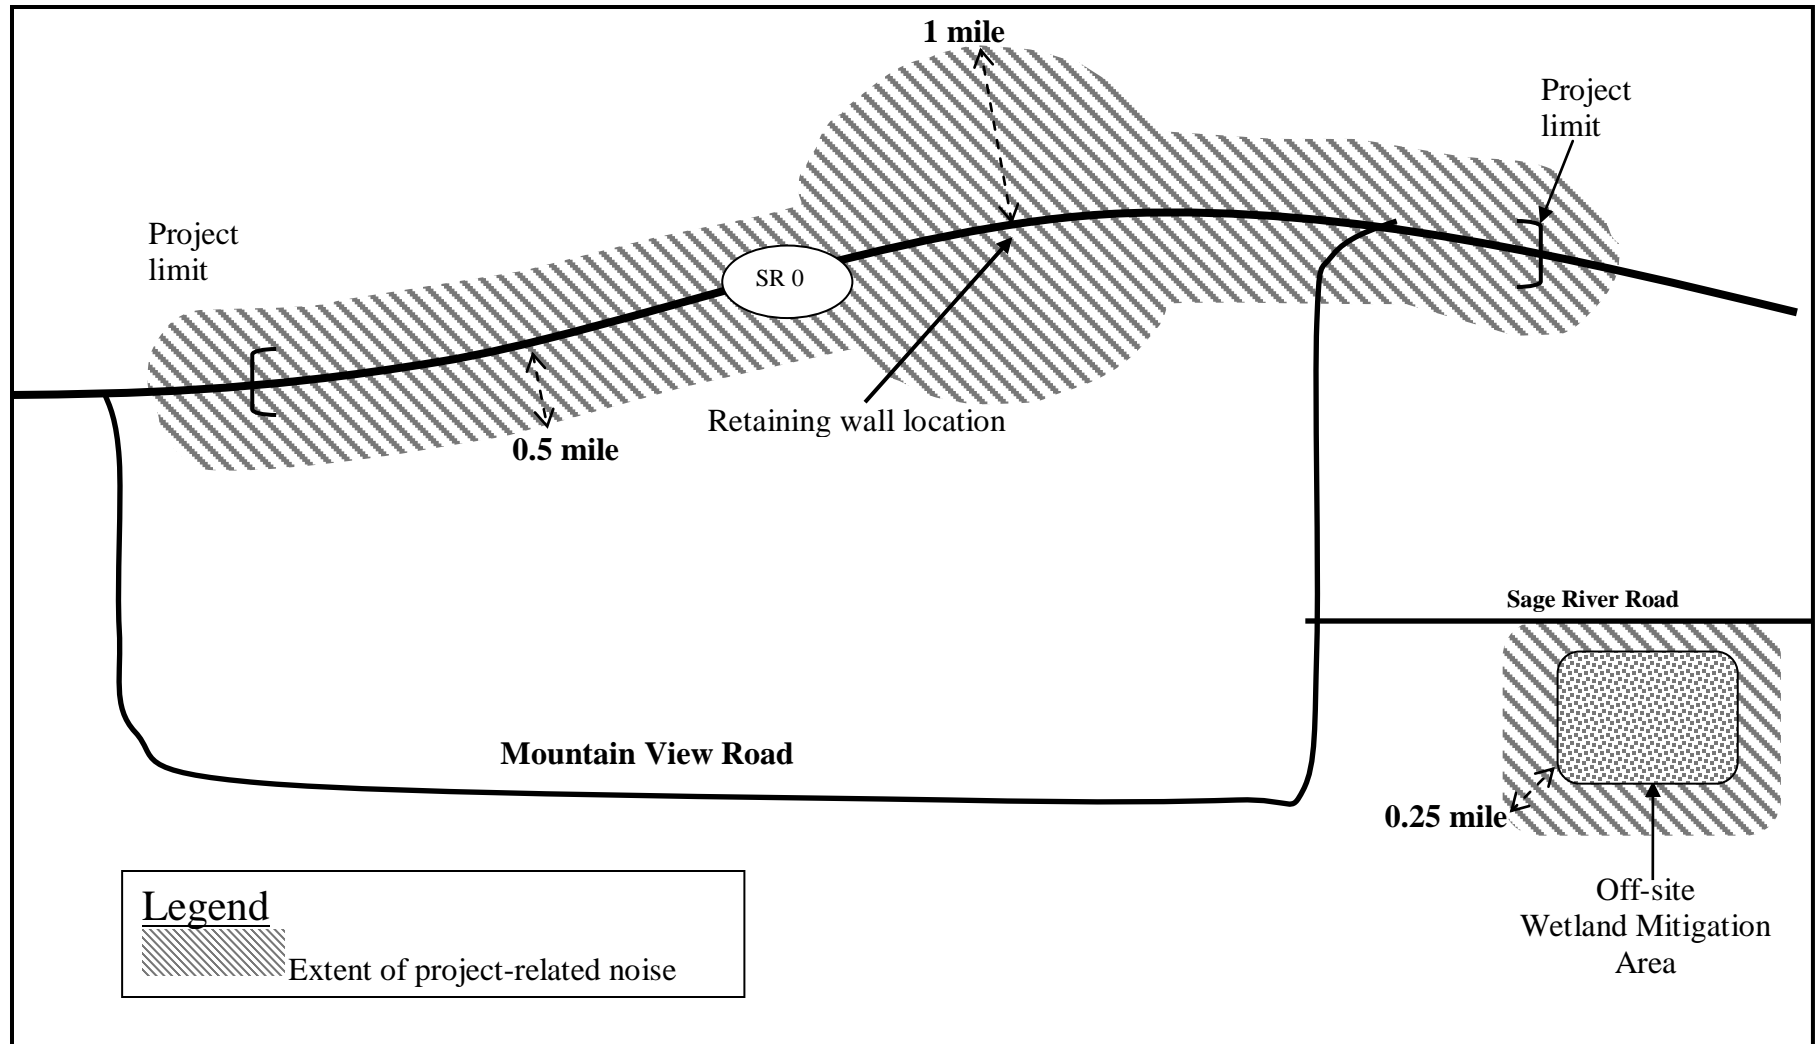 1 mile
Project
limit
Project
limit
SR 0
Retaining wall location
0.5 mile
Sage River Road
Mountain View Road
0.25 mile
Off-site
Wetland Mitigation
Area
Legend
Extent of project-related noise